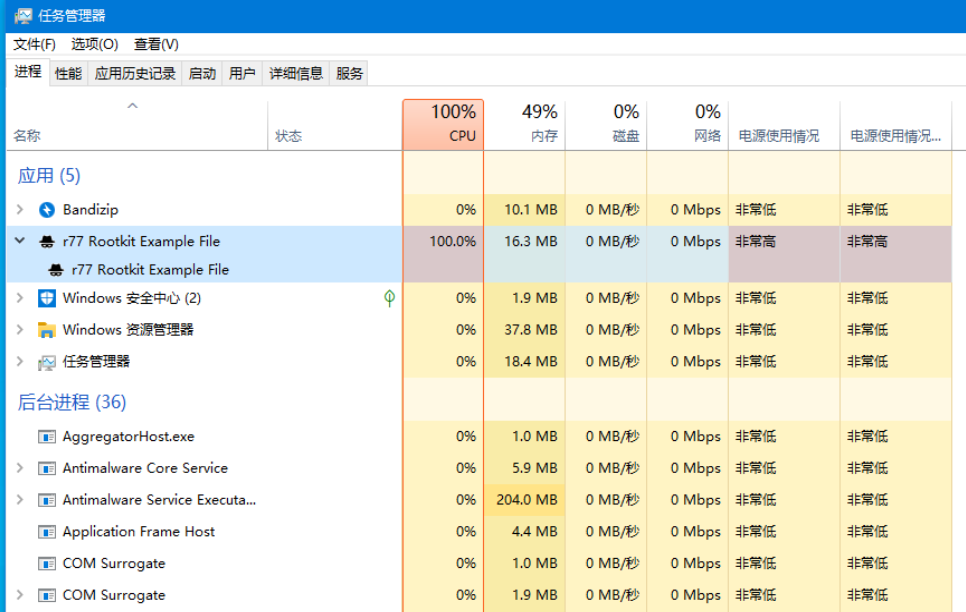 任务管理器
文件(F) 选项(O) 查看(V)
进程 性能 应用历史记录 启动 用户 详细信息 服务
100% 49% 0% 0%
名称 状态 CPU 内存 磁盘 网络 电源使用情况 电源使用情况...
应用 (5)
Bandizip 0% 10.1 MB 0 MB/秒 0 Mbps 非常低 非常低
r77 Rootkit Example File 100.0% 16.3 MB 0 MB/秒 0 Mbps 非常高 非常高
r77 Rootkit Example File
Windows 安全中心 (2) 0% 1.9 MB 0 MB/秒 0 Mbps 非常低 非常低
Windows 资源管理器 0% 37.8 MB 0 MB/秒 0 Mbps 非常低 非常低
任务管理器 0% 18.4 MB 0 MB/秒 0 Mbps 非常低 非常低
后台进程 (36)
AggregatorHost.exe 0% 1.0 MB 0 MB/秒 0 Mbps 非常低 非常低
Antimalware Core Service 0% 5.9 MB 0 MB/秒 0 Mbps 非常低 非常低
Antimalware Service Executa... 0% 204.0 MB 0 MB/秒 0 Mbps 非常低 非常低
Application Frame Host 0% 4.4 MB 0 MB/秒 0 Mbps 非常低 非常低
COM Surrogate 0% 1.0 MB 0 MB/秒 0 Mbps 非常低 非常低
COM Surrogate 0% 1.9 MB 0 MB/秒 0 Mbps 非常低 非常低